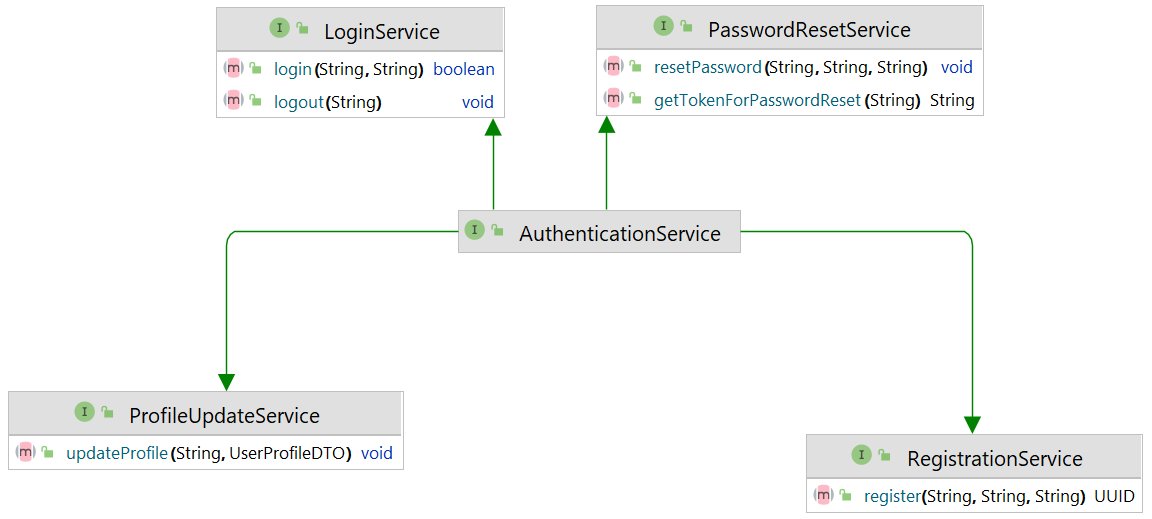 I LoginService
m login(String, String) boolean
m logout(String) void
I PasswordResetService
m resetPassword(String, String, String) void
m getTokenForPasswordReset(String) String
I AuthenticationService
I ProfileUpdateService
m updateProfile(String, UserProfileDTO) void
I RegistrationService
m register(String, String, String) UUID